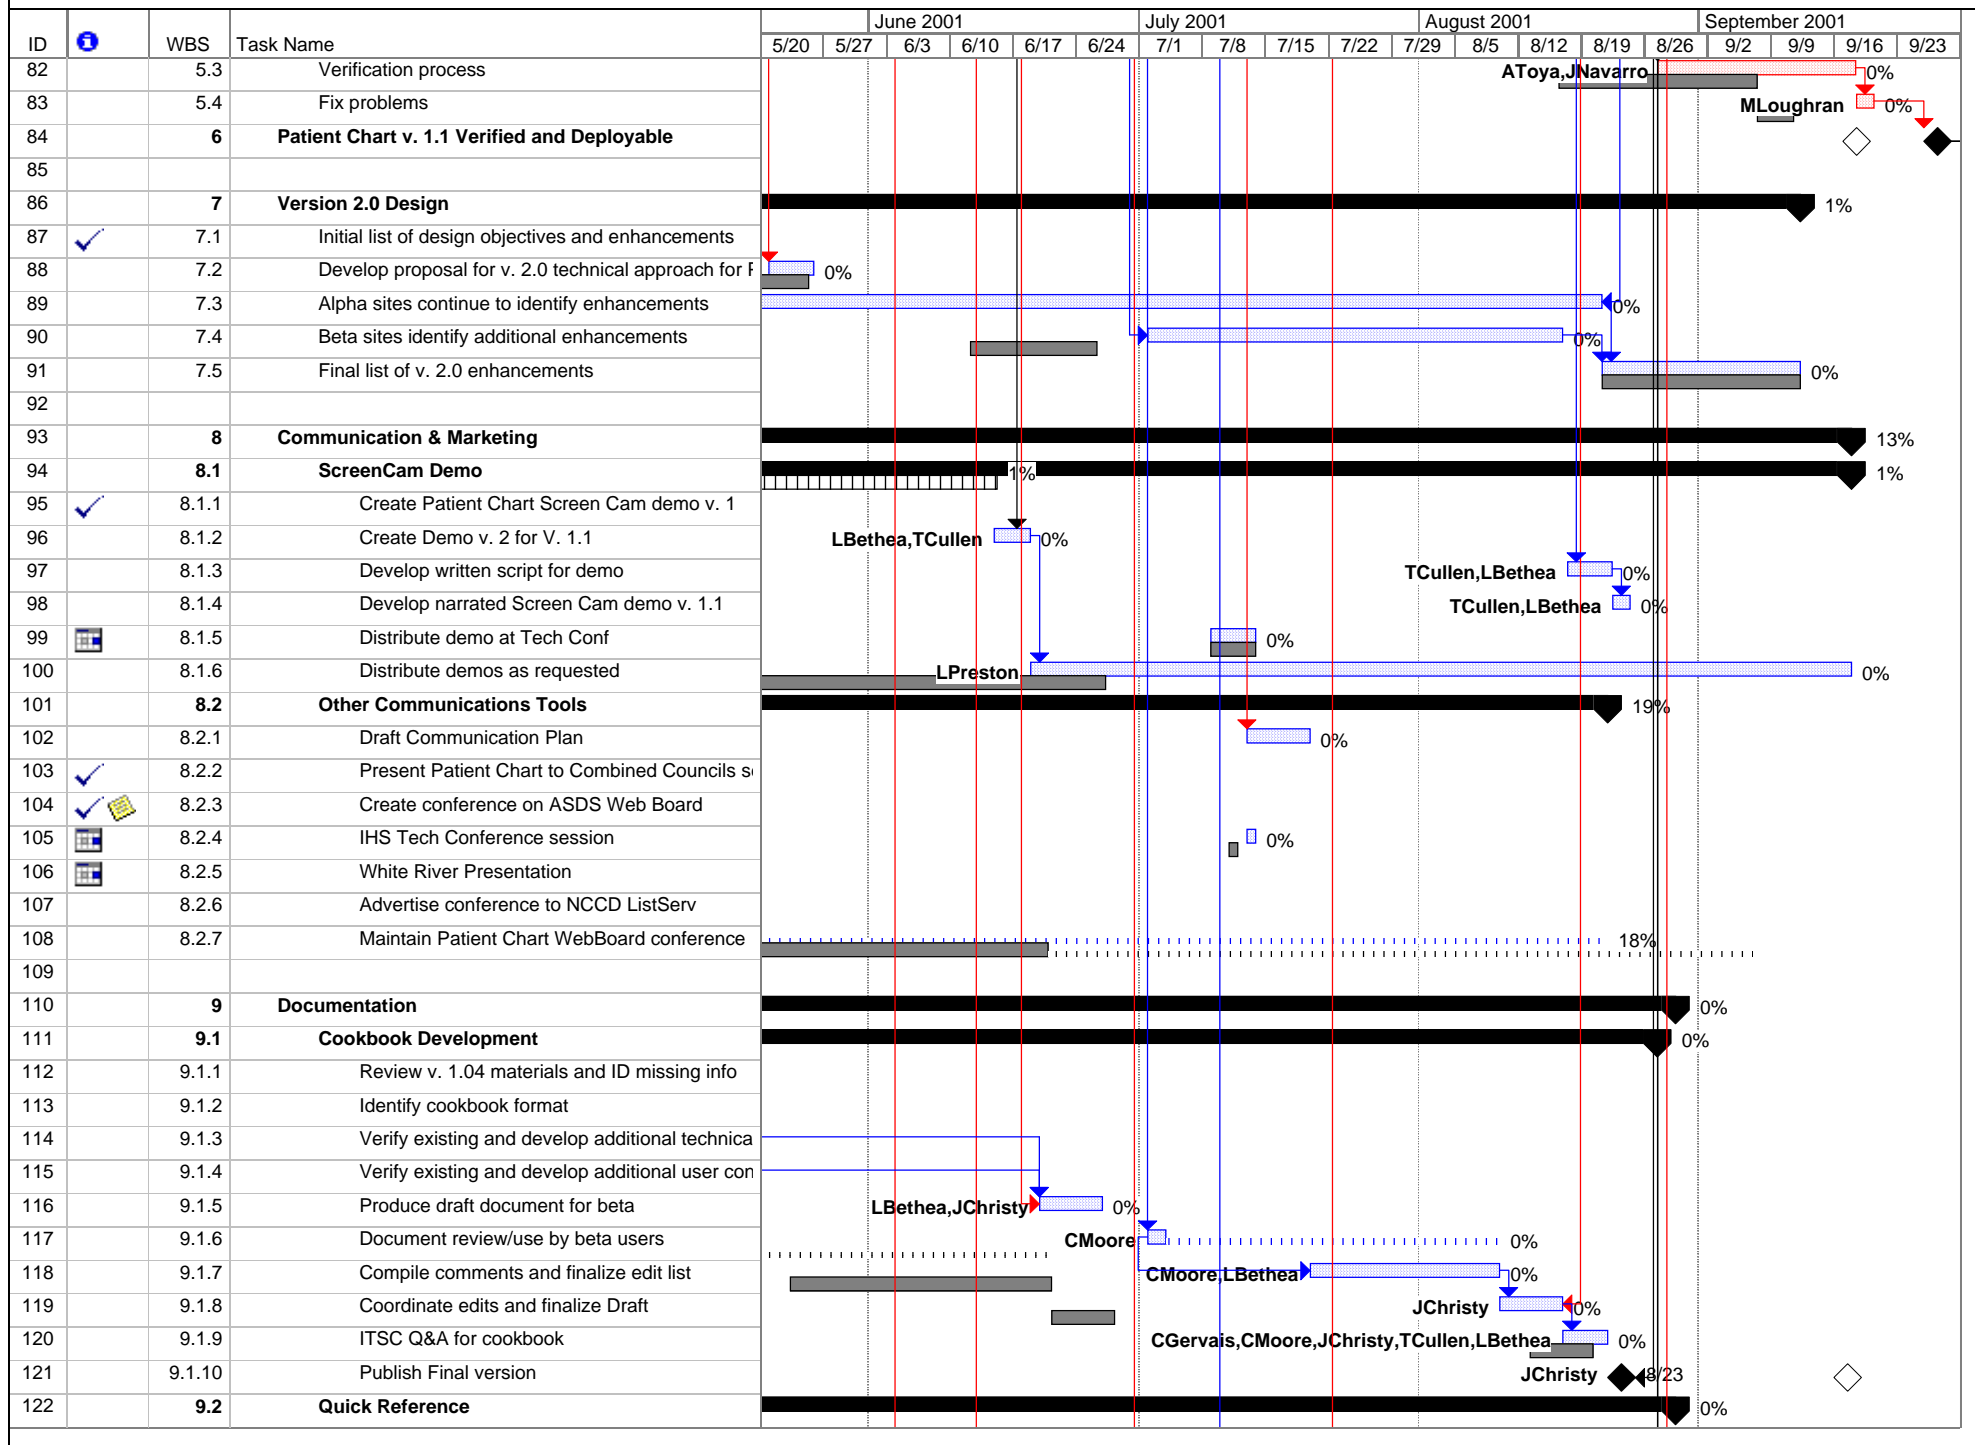 June 2001 July 2001 August 2001 September 2001
ID WBS Task Name 5/20 5/27 6/3 6/10 6/17 6/24 7/1 7/8 7/15 7/22 7/29 8/5 8/12 8/19 8/26 9/2 9/9 9/16 9/23
82 5.3 Verification process AToya,JNavarro 0%
83 5.4 Fix problems MLoughran 0%
84 6 Patient Chart v. 1.1 Verified and Deployable
85
86 7 Version 2.0 Design 1%
87 7.1 Initial list of design objectives and enhancements
88 7.2 Develop proposal for v. 2.0 technical approach for 0%
89 7.3 Alpha sites continue to identify enhancements 0%
90 7.4 Beta sites identify additional enhancements 0%
91 7.5 Final list of v. 2.0 enhancements 0%
92
93 8 Communication & Marketing 13%
94 8.1 ScreenCam Demo 1% 1%
95 8.1.1 Create Patient Chart Screen Cam demo v. 1
96 8.1.2 Create Demo v. 2 for V. 1.1 LBethea,TCullen 0%
97 8.1.3 Develop written script for demo TCullen,LBethea 0%
98 8.1.4 Develop narrated Screen Cam demo v. 1.1 TCullen,LBethea 0%
99 8.1.5 Distribute demo at Tech Conf 0%
100 8.1.6 Distribute demos as requested LPreston 0%
101 8.2 Other Communications Tools 19%
102 8.2.1 Draft Communication Plan 0%
103 8.2.2 Present Patient Chart to Combined Councils
104 8.2.3 Create conference on ASDS Web Board
105 8.2.4 IHS Tech Conference session 0%
106 8.2.5 White River Presentation
107 8.2.6 Advertise conference to NCCD ListServ
108 8.2.7 Maintain Patient Chart WebBoard conference 18%
109
110 9 Documentation 0%
111 9.1 Cookbook Development 0%
112 9.1.1 Review v. 1.04 materials and ID missing info
113 9.1.2 Identify cookbook format
114 9.1.3 Verify existing and develop additional technica
115 9.1.4 Verify existing and develop additional user con
116 9.1.5 Produce draft document for beta LBethea,JChristy 0%
117 9.1.6 Document review/use by beta users CMoore 0%
118 9.1.7 Compile comments and finalize edit list CMoore,LBethea 0%
119 9.1.8 Coordinate edits and finalize Draft JChristy 0%
120 9.1.9 ITSC Q&A for cookbook CGervais,CMoore,JChristy,TCullen,LBethea 0%
121 9.1.10 Publish Final version JChristy 8/23
122 9.2 Quick Reference 0%